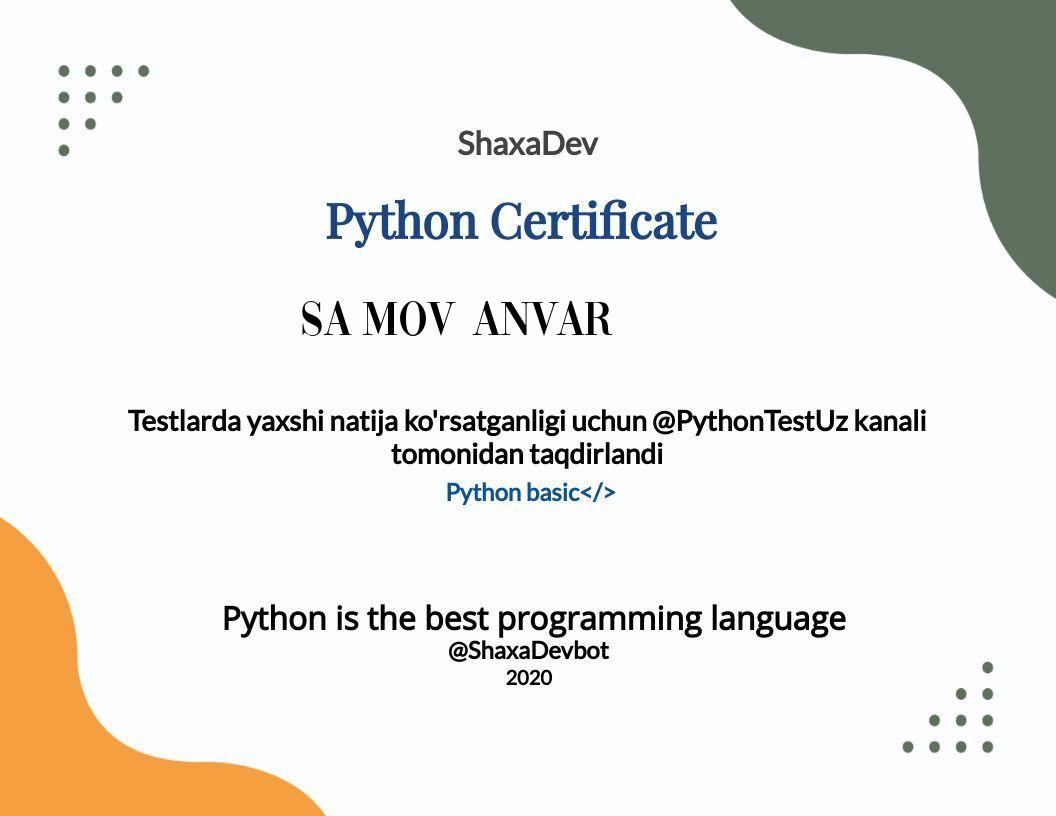 ShaxaDev
Python Certificate
SA MOV ANVAR
Testlarda yaxshi natija ko'rsatganligi uchun @PythonTestUz kanali
tomonidan taqdirlandi
Python basic</>
Python is the best programming language
@ShaxaDevbot
2020